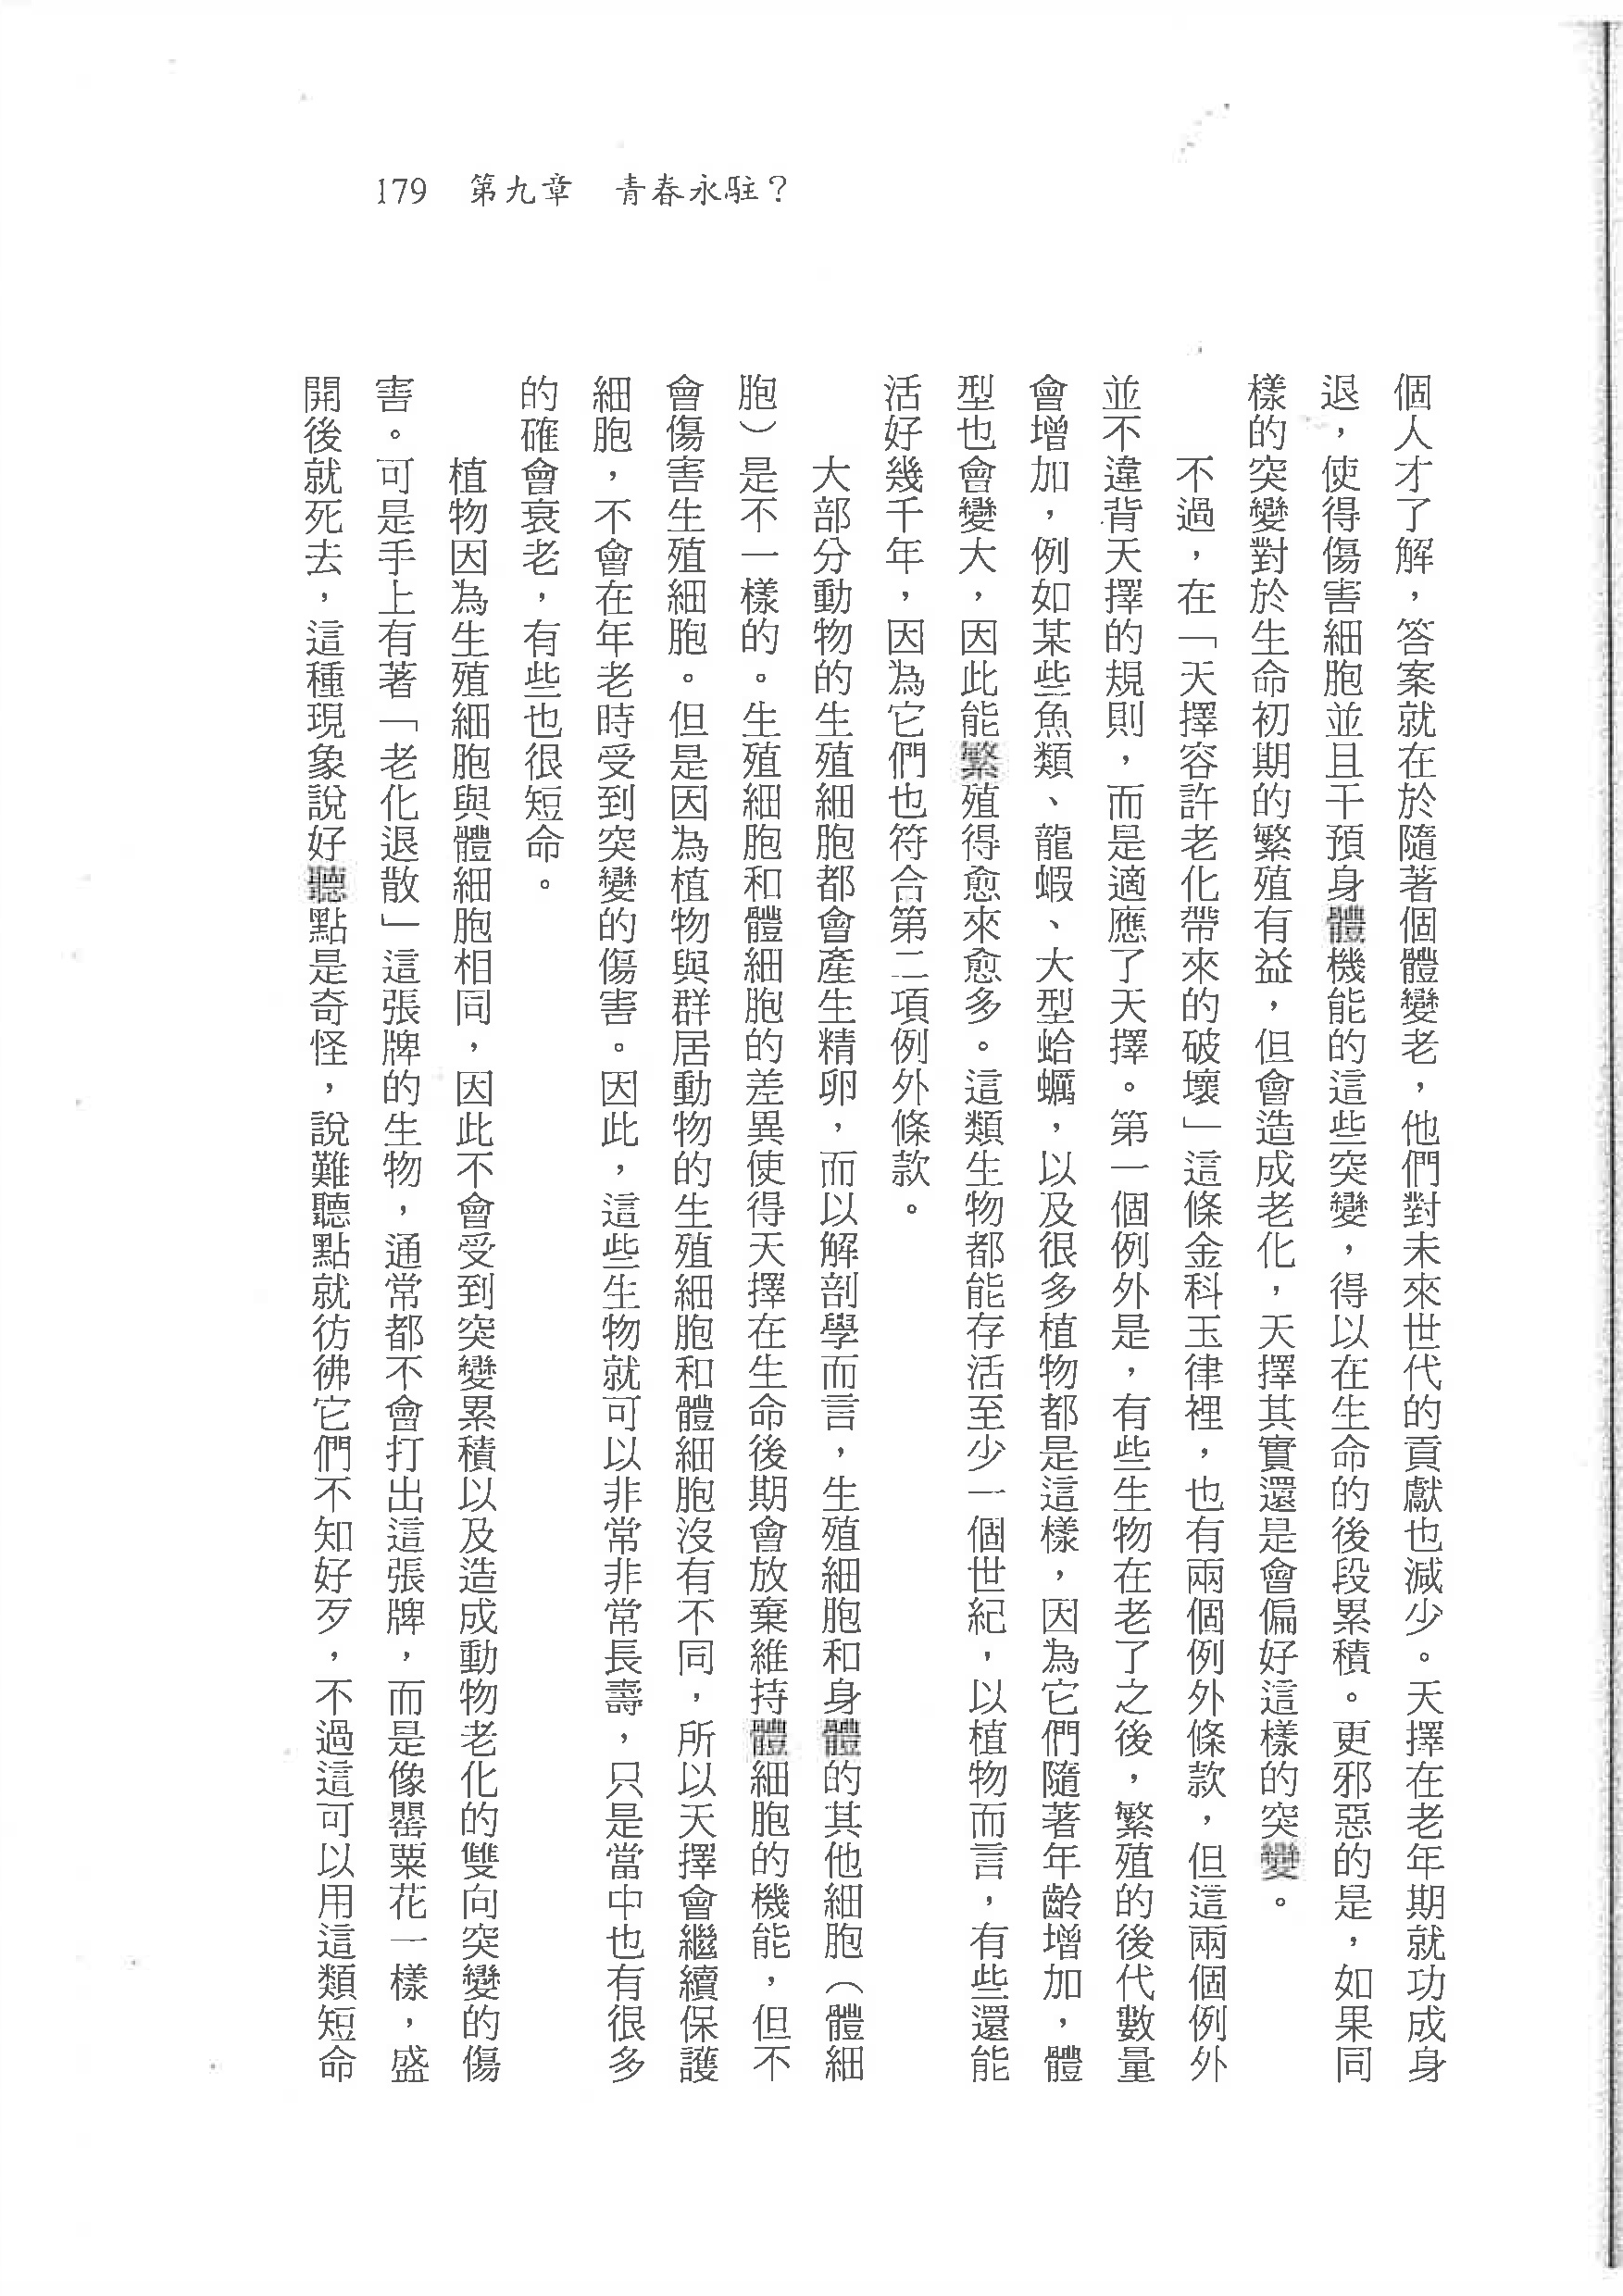 179 第九章 青春永駐？
個人才了解，答案就在於隨著個體變老，他們對未來世代的貢獻也減少。天擇在老年期就功成身
退，使得傷害細胞並且干預身體機能的這些突變，得以在生命的後段累積。更邪惡的是，如果同
樣的突變對於生命初期的繁殖有益，但會造成老化，天擇其實還是會偏好這樣的突變。
不過，在「天擇容許老化帶來的破壞」這條金科玉律裡，也有兩個例外條款，但這兩個例外
並不違背天擇的規則，而是適應了天擇。第一個例外是，有些生物在老了之後，繁殖的後代數量
會增加，例如某些魚類、龍蝦、大型蛤蠣，以及很多植物都是這樣，因為它們隨著年齡增加，體
型也會變大，因此能繁殖得愈來愈多。這類生物都能存活至少一個世紀，以植物而言，有些還能
活好幾千年，因為它們也符合第二項例外條款。
大部分動物的生殖細胞都會產生精卵，而以解剖學而言，生殖細胞和身體的其他細胞（體細
胞）是不一樣的。生殖細胞和體細胞的差異使得天擇在生命後期會放棄維持體細胞的機能，但不
會傷害生殖細胞。但是因為植物與群居動物的生殖細胞和體細胞沒有不同，所以天擇會繼續保護
細胞，不會在年老時受到突變的傷害。因此，這些生物就可以非常非常長壽，只是當中也有很多
的確會衰老，有些也很短命。
植物因為生殖細胞與體細胞相同，因此不會受到突變累積以及造成動物老化的雙向突變的傷
害。可是手上有著「老化退散」這張牌的生物，通常都不會打出這張牌，而是像罌粟花一樣，盛
開後就死去，這種現象說好聽點是奇怪，說難聽點就彷彿它們不知好歹，不過這可以用這類短命